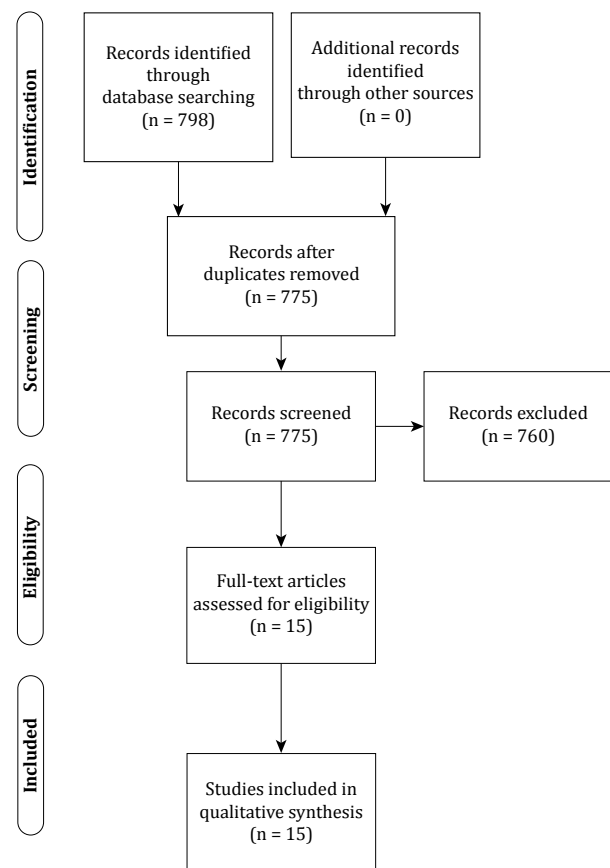 Identification
Records identified
through
database searching
(n = 798)
Additional records
identified
through other sources
(n = 0)
Records after
duplicates removed
(n = 775)
Screening
Records screened
(n = 775)
Records excluded
(n = 760)
Eligibility
Full-text articles
assessed for eligibility
(n = 15)
Included
Studies included in
qualitative synthesis
(n = 15)